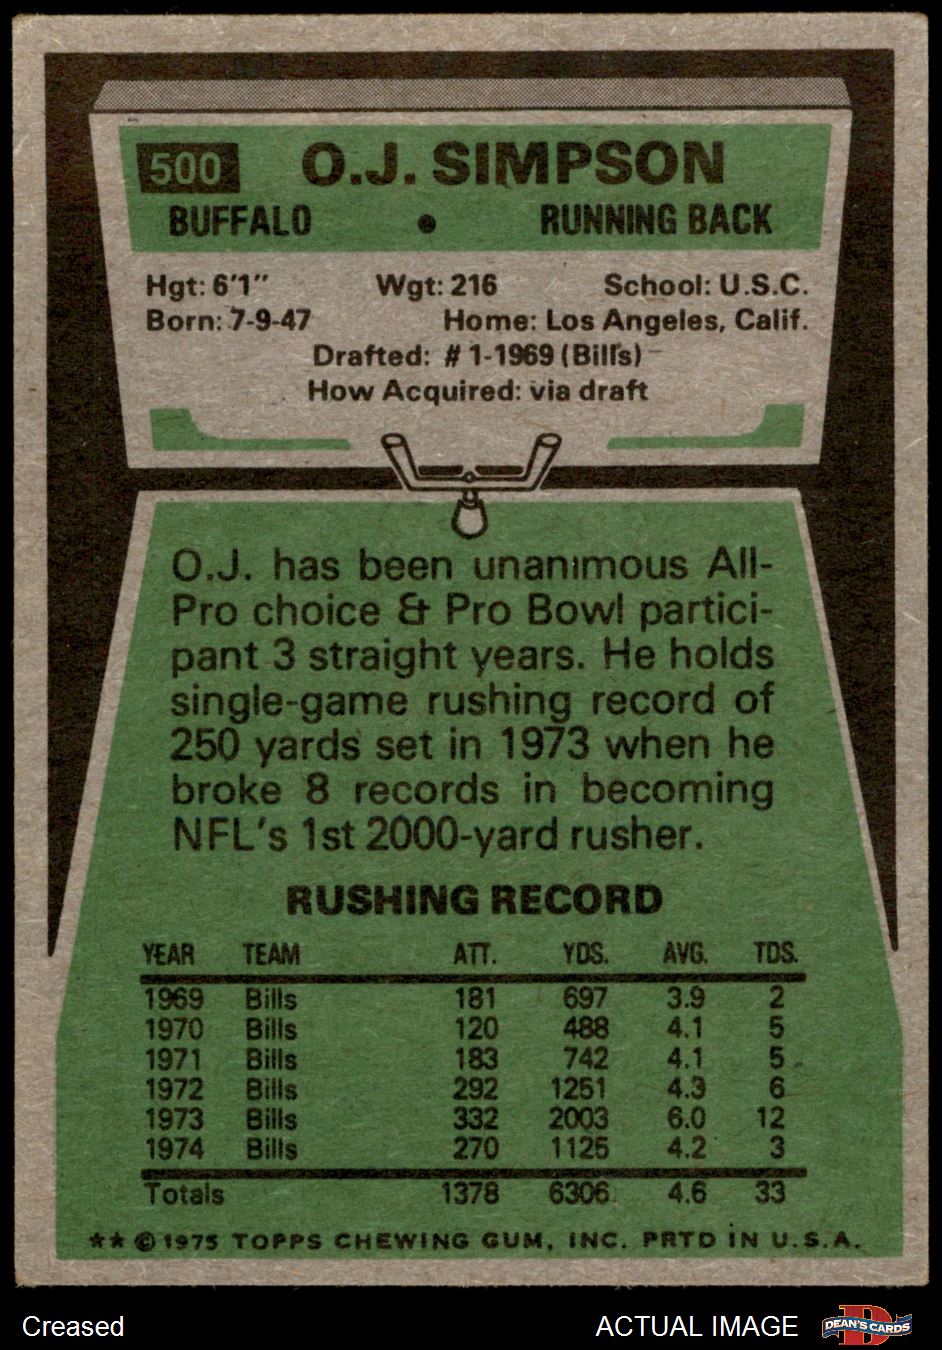 500 O.J. SIMPSON
BUFFALO • RUNNING BACK
Hgt: 6'1" Wgt: 216 School: U.S.C.
Born: 7-9-47 Home: Los Angeles, Calif.
Drafted: #1-1969 (Bills)
How Acquired: via draft
O.J. has been unanimous All-
Pro choice & Pro Bowl partici-
pant 3 straight years. He holds
single-game rushing record of
250 yards set in 1973 when he
broke 8 records in becoming
NFL's 1st 2000-yard rusher.
RUSHING RECORD
YEAR TEAM ATT. YDS. AVG. TDS.
1969 Bills 181 697 3.9 2
1970 Bills 120 488 4.1 5
1971 Bills 183 742 4.1 5
1972 Bills 292 1251 4.3 6
1973 Bills 332 2003 6.0 12
1974 Bills 270 1125 4.2 3
Totals 1378 6306 4.6 33
** © 1975 TOPPS CHEWING GUM, INC. PRTD IN U.S.A.
Creased ACTUAL IMAGE DEAN'S CARDS